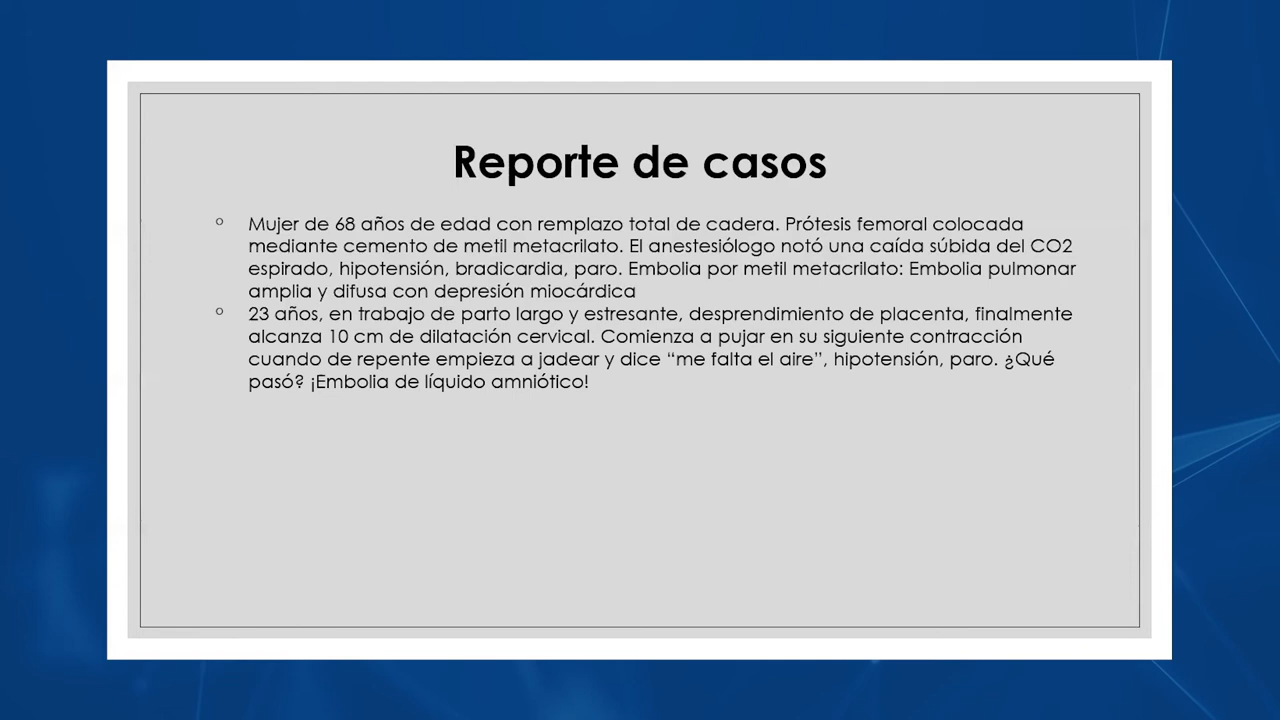 Reporte de casos
◦ Mujer de 68 años de edad con remplazo total de cadera. Prótesis femoral colocada
mediante cemento de metil metacrilato. El anestesiólogo notó una caída súbida del CO2
espirado, hipotensión, bradicardia, paro. Embolia por metil metacrilato: Embolia pulmonar
amplia y difusa con depresión miocárdica
◦ 23 años, en trabajo de parto largo y estresante, desprendimiento de placenta, finalmente
alcanza 10 cm de dilatación cervical. Comienza a pujar en su siguiente contracción
cuando de repente empieza a jadear y dice “me falta el aire”, hipotensión, paro. ¿Qué
pasó? ¡Embolia de líquido amniótico!